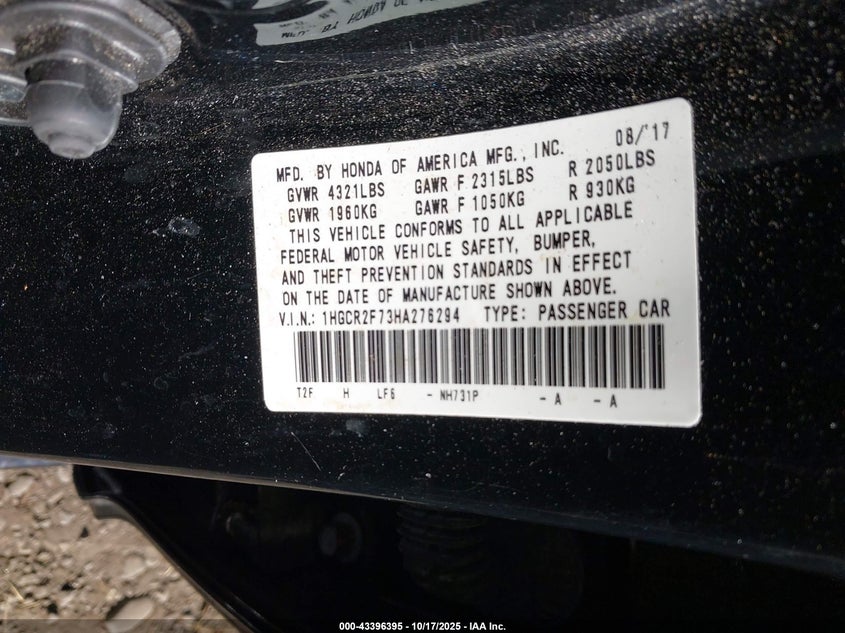 MFD. BY HONDA OF AMERICA MFG., INC. 08/'17
GVWR 4321LBS GAWR F 2315LBS R 2050LBS
GVWR 1960KG GAWR F 1050KG R 930KG
THIS VEHICLE CONFORMS TO ALL APPLICABLE
FEDERAL MOTOR VEHICLE SAFETY, BUMPER,
AND THEFT PREVENTION STANDARDS IN EFFECT
ON THE DATE OF MANUFACTURE SHOWN ABOVE.
V.I.N.: 1HGCR2F73HA276294 TYPE: PASSENGER CAR
T2F H LF6 - NH731P - A - A
000-43396395 | 10/17/2025 - IAA Inc.